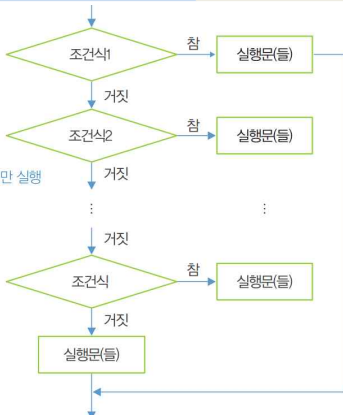 조건식1
참
실행문(들)
거짓
조건식2
참
실행문(들)
만 실행
거짓
⋮
⋮
거짓
조건식
참
실행문(들)
거짓
실행문(들)